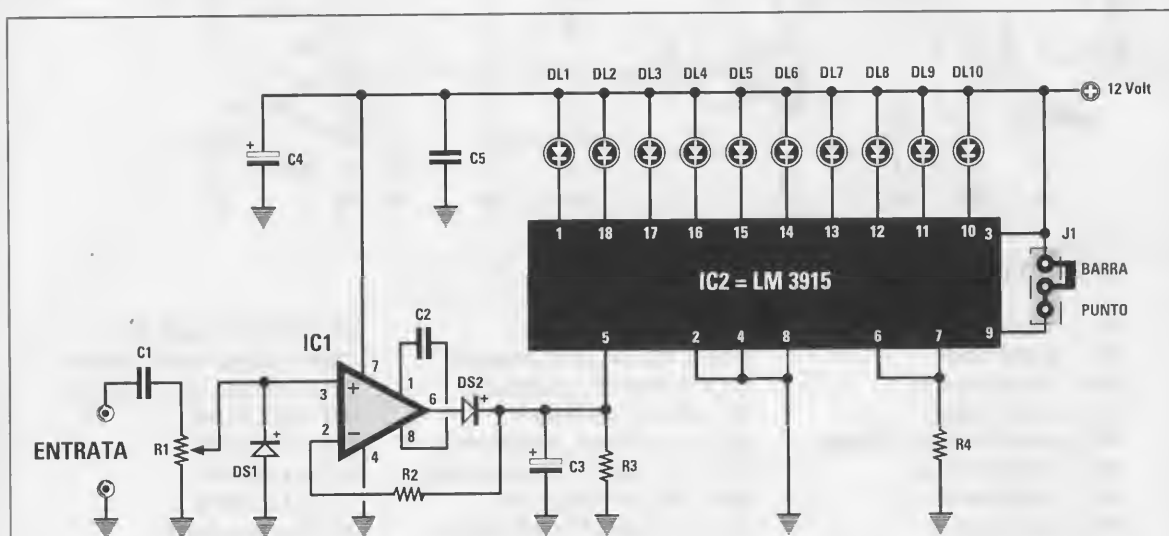 DL1 DL2 DL3 DL4 DL5 DL6 DL7 DL8 DL9 DL10
12 Volt
+ C4
C5
1 18 17 16 15 14 13 12 11 10 3
J1
IC2 = LM 3915
BARRA
PUNTO
9
5 2 4 8 6 7
C2
IC1
C1
7
1
DS2
+
3 +
6
2 −
8
4
ENTRATA
R1
+
DS1
R2
+
C3
R3
R4